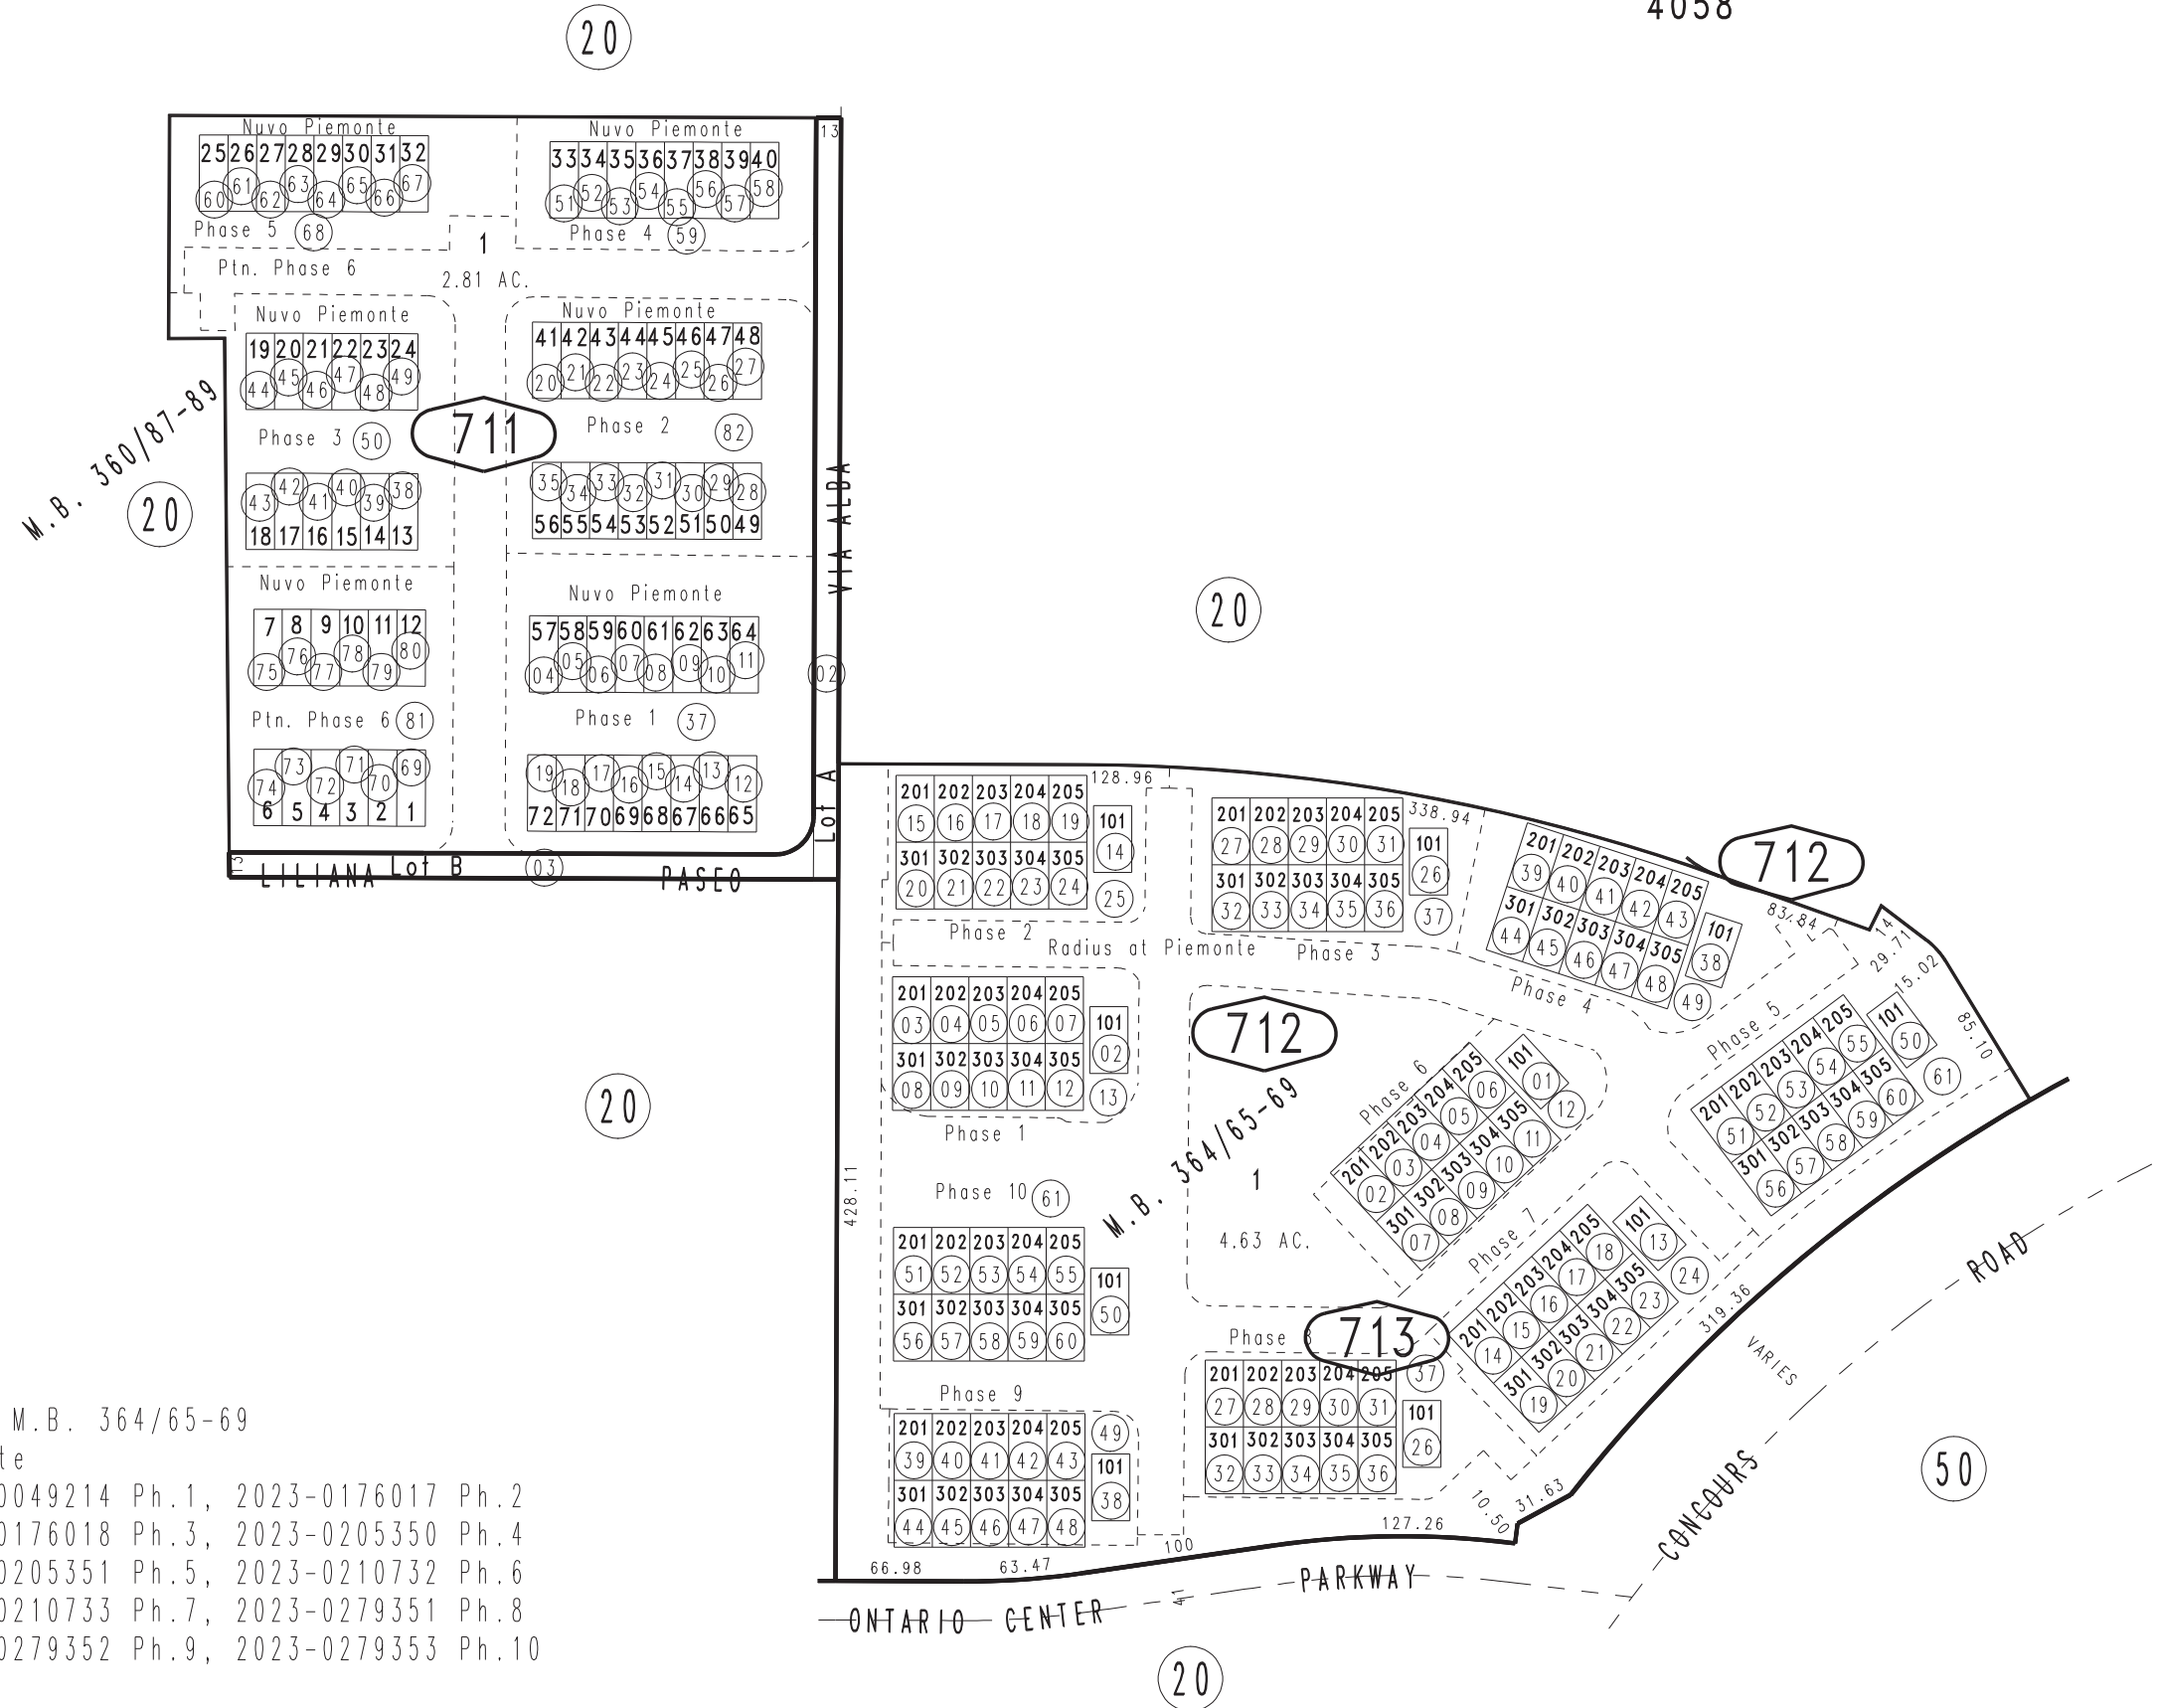 4058
20
13
Nuvo Piemonte
25 26 27 28 29 30 31 32
60 61 62 63 64 65 66 67
Phase 5 68
Nuvo Piemonte
33 34 35 36 37 38 39 40
51 52 53 54 55 56 57 58
Phase 4 59
1
2.81 AC.
Ptn. Phase 6
Nuvo Piemonte
19 20 21 22 23 24
44 45 46 47 48 49
Phase 3 50
43 42 41 40 39 38
18 17 16 15 14 13
Nuvo Piemonte
41 42 43 44 45 46 47 48
20 21 22 23 24 25 26 27
Phase 2 82
35 34 33 32 31 30 29 28
56 55 54 53 52 51 50 49
711
M.B. 360/87-89
20
VIA ALDA
Nuvo Piemonte
7 8 9 10 11 12
75 76 77 78 79 80
Ptn. Phase 6 81
74 73 72 71 70 69
6 5 4 3 2 1
Nuvo Piemonte
57 58 59 60 61 62 63 64
04 05 06 07 08 09 10 11
Phase 1 37
19 18 17 16 15 14 13 12
72 71 70 69 68 67 66 65
02
Lot A
15
LILIANA Lot B 03 PASEO
20
128.96
201 202 203 204 205
15 16 17 18 19
301 302 303 304 305
20 21 22 23 24
101
14
25
Phase 2
338.94
201 202 203 204 205
27 28 29 30 31
301 302 303 304 305
32 33 34 35 36
101
26
37
Phase 3
Radius at Piemonte
712
201 202 203 204 205
39 40 41 42 43
301 302 303 304 305
44 45 46 47 48
101
38
49
Phase 4
83.84
14
29.71
15.02
85.10
201 202 203 204 205
03 04 05 06 07
301 302 303 304 305
08 09 10 11 12
101
02
13
Phase 1
712
M.B. 364/65-69
1
4.63 AC.
Phase 5
201 202 203 204 205
51 52 53 54 55
301 302 303 304 305
56 57 58 59 60
101
50
61
Phase 6
201 202 203 204 205
02 03 04 05 06
301 302 303 304 305
07 08 09 10 11
101
01
12
20
428.11
Phase 10 61
201 202 203 204 205
51 52 53 54 55
301 302 303 304 305
56 57 58 59 60
101
50
Phase 7
201 202 203 204 205
14 15 16 17 18
301 302 303 304 305
19 20 21 22 23
101
13
24
319.36
VARIES
CONCOURS ROAD
50
Phase 8
713
37
201 202 203 204 205
27 28 29 30 31
301 302 303 304 305
32 33 34 35 36
101
26
Phase 9
201 202 203 204 205
39 40 41 42 43
301 302 303 304 305
44 45 46 47 48
49
101
38
66.98
63.47
100
127.26
10.50
31.63
ONTARIO CENTER PARKWAY
20
M.B. 364/65-69
te
0049214 Ph.1, 2023-0176017 Ph.2
0176018 Ph.3, 2023-0205350 Ph.4
0205351 Ph.5, 2023-0210732 Ph.6
0210733 Ph.7, 2023-0279351 Ph.8
0279352 Ph.9, 2023-0279353 Ph.10